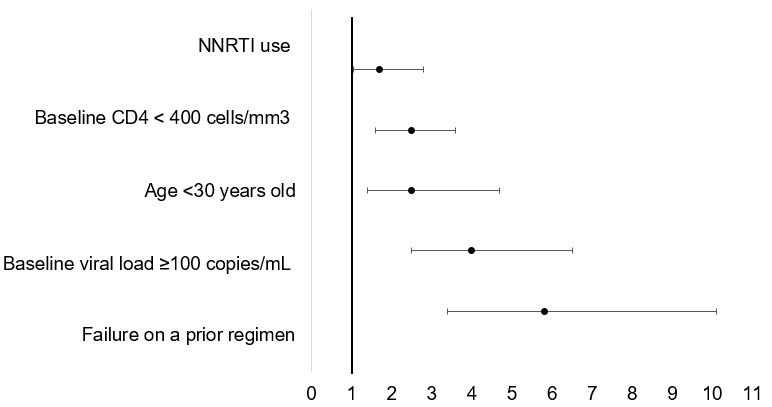 NNRTI use
Baseline CD4 < 400 cells/mm3
Age <30 years old
Baseline viral load ≥100 copies/mL
Failure on a prior regimen
0 1 2 3 4 5 6 7 8 9 10 11